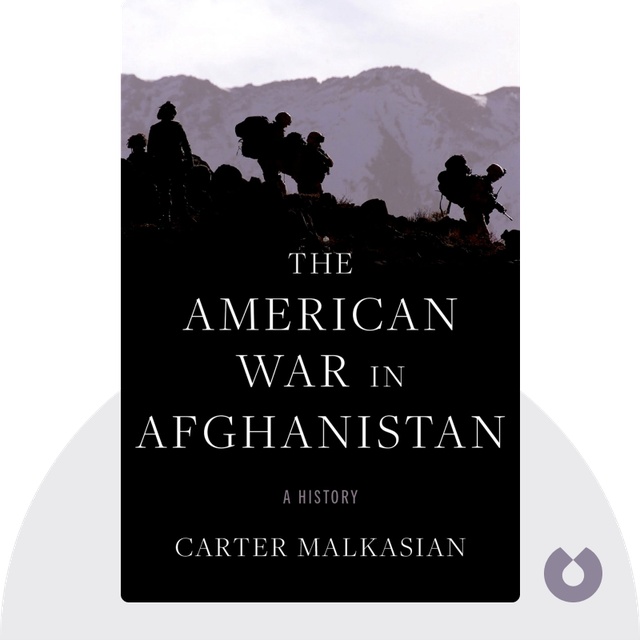 THE
AMERICAN
WAR IN
AFGHANISTAN
A HISTORY
CARTER MALKASIAN